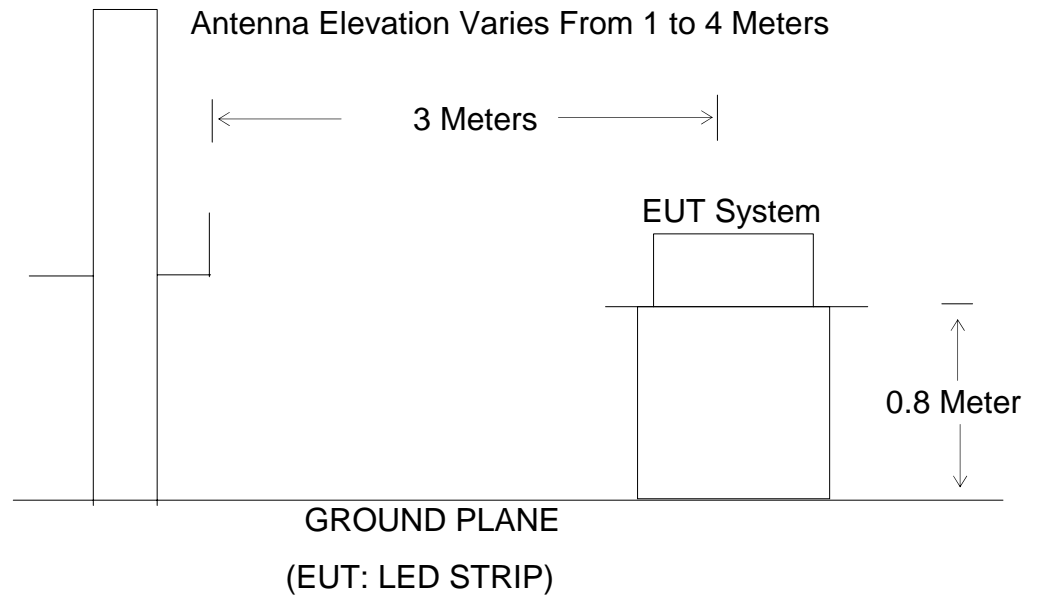 Antenna Elevation Varies From 1 to 4 Meters
3 Meters
EUT System
0.8 Meter
GROUND PLANE
(EUT: LED STRIP)